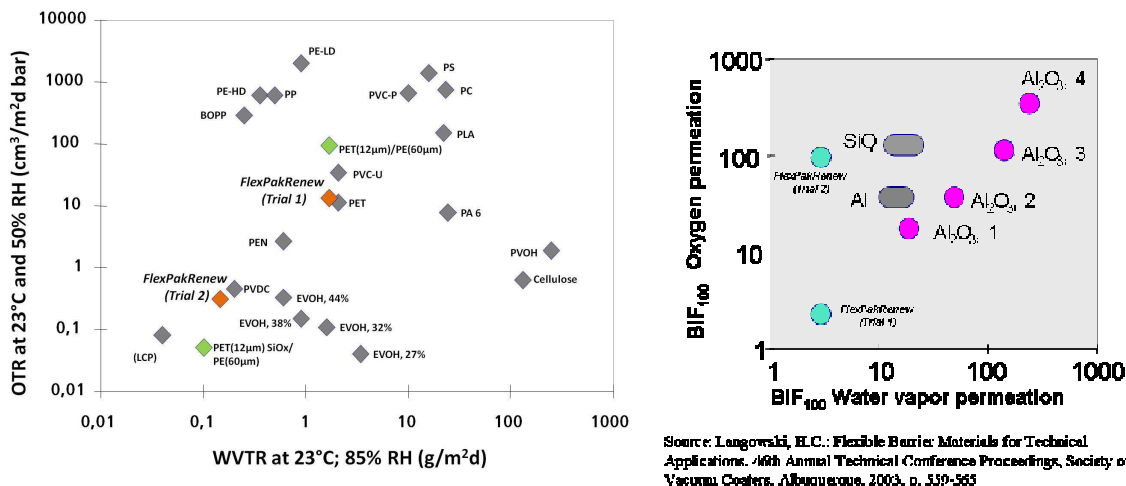 10000
1000
100
10
1
0,1
0,01
OTR at 23°C and 50% RH (cm³/m²d bar)
PE-LD
PS
PE-HD
PP
PVC-P
PC
BOPP
PLA
PET(12µm)/PE(60µm)
PVC-U
FlexPakRenew
(Trial 1)
PET
PA 6
PEN
PVOH
FlexPakRenew
(Trial 2)
Cellulose
PVDC
EVOH, 44%
EVOH, 38%
EVOH, 32%
(LCP)
PET(12µm) SiOx/
PE(60µm)
EVOH, 27%
0,01
0,1
1
10
100
1000
WVTR at 23°C; 85% RH (g/m²d)
1000
100
10
1
BIF100 Oxygen permeation
Al2O3, 4
SiO
Al2O3, 3
FlexPakRenew
(Trial 2)
Al
Al2O3, 2
Al2O3, 1
FlexPakRenew
(Trial 1)
1
10
100
1000
BIF100 Water vapor permeation
Source: Langowski, H.C.: Flexible Barrier Materials for Technical
Applications. 46th Annual Technical Conference Proceedings, Society of
Vacuum Coaters, Albuquerque, 2003, p. 559-565